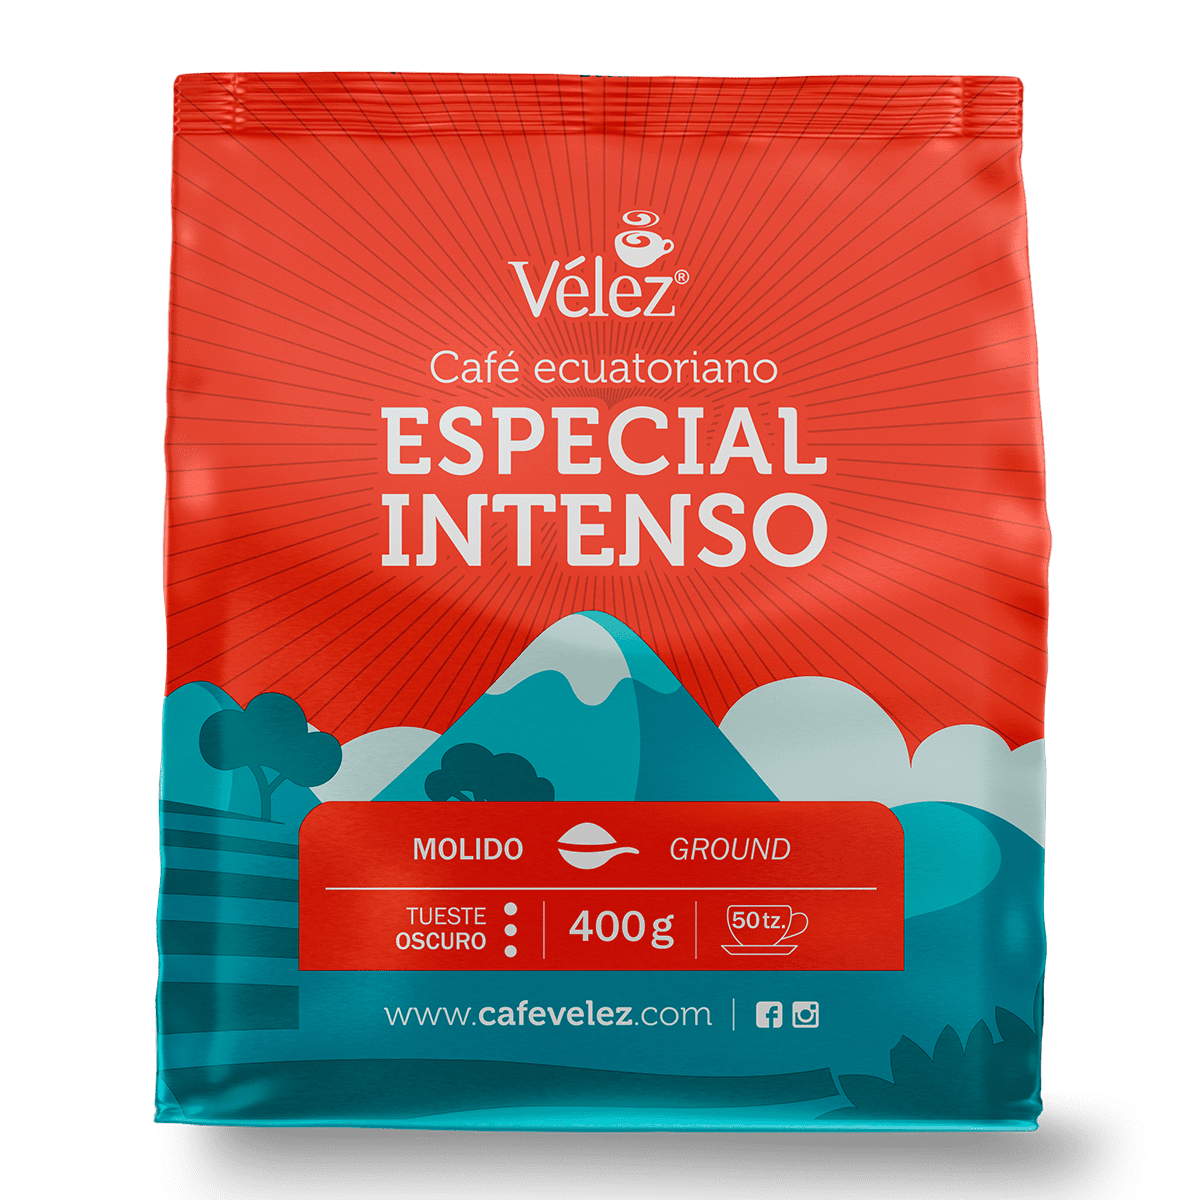 Vélez®
Café ecuatoriano
ESPECIAL
INTENSO
MOLIDO GROUND
TUESTE
OSCURO
400g
50tz.
www.cafevelez.com